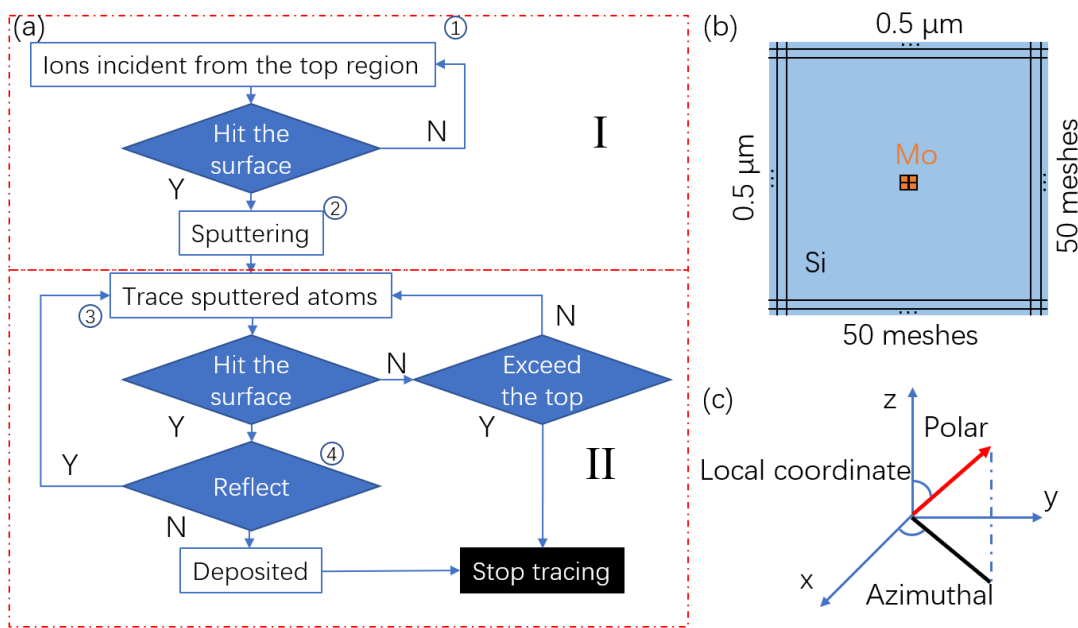 (a)
①
Ions incident from the top region
Hit the
surface
N
Y
I
②
Sputtering
Trace sputtered atoms
③
N
Hit the
surface
N
Exceed
the top
Y
Y
Y
④
Reflect
II
N
Deposited
Stop tracing
(b)
0.5 μm
...
0.5 μm
...
Mo
...
50 meshes
Si
...
50 meshes
(c)
z
Polar
Local coordinate
y
x
Azimuthal